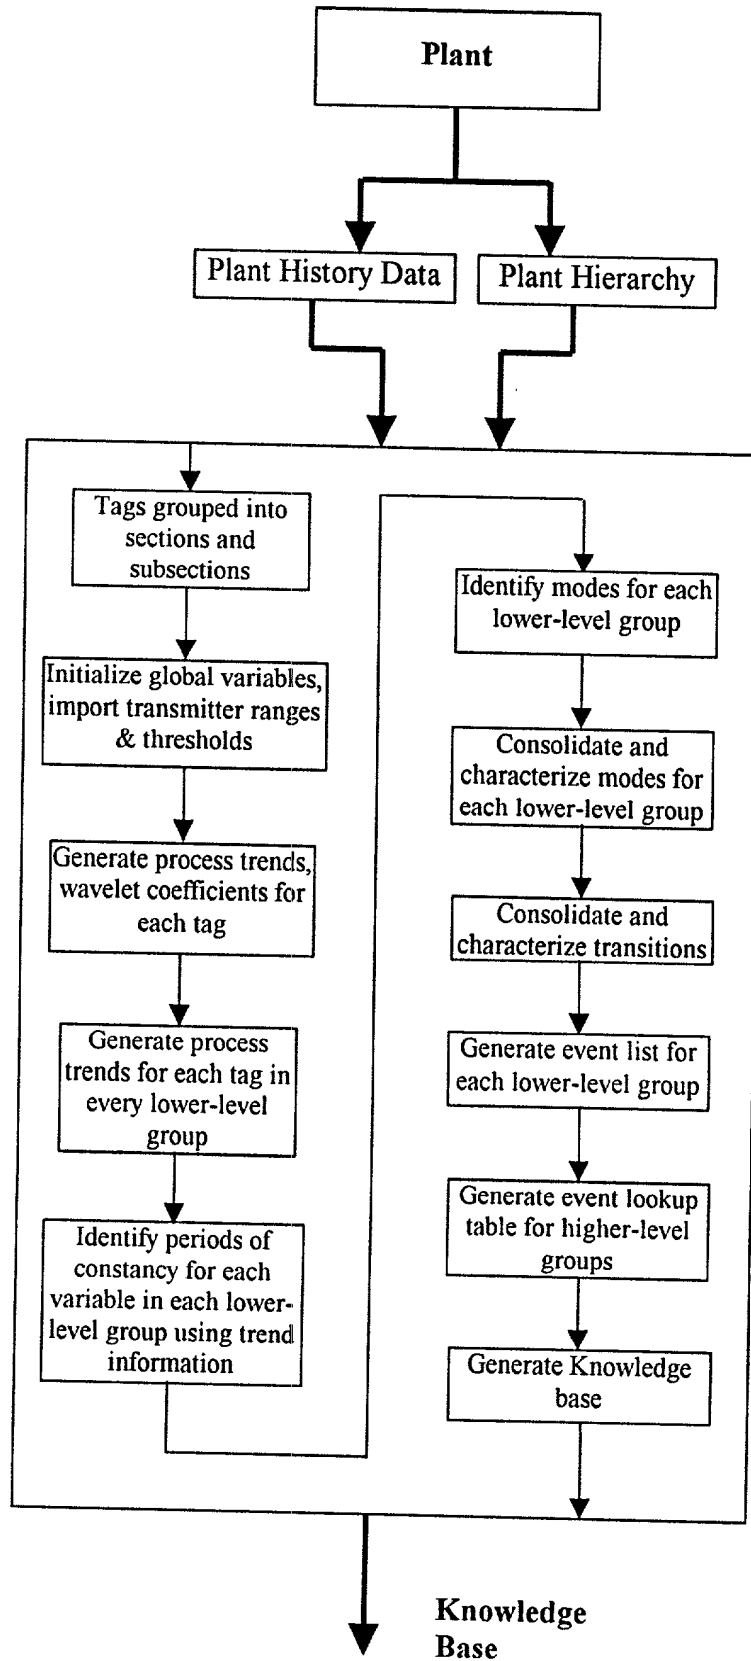 Plant
Plant History Data
Plant Hierarchy
Tags grouped into
sections and
subsections
Initialize global variables,
import transmitter ranges
& thresholds
Generate process trends,
wavelet coefficients for
each tag
Generate process
trends for each tag in
every lower-level
group
Identify periods of
constancy for each
variable in each lower-
level group using trend
information
Identify modes for each
lower-level group
Consolidate and
characterize modes for
each lower-level group
Consolidate and
characterize transitions
Generate event list for
each lower-level group
Generate event lookup
table for higher-level
groups
Generate Knowledge
base
Knowledge
Base